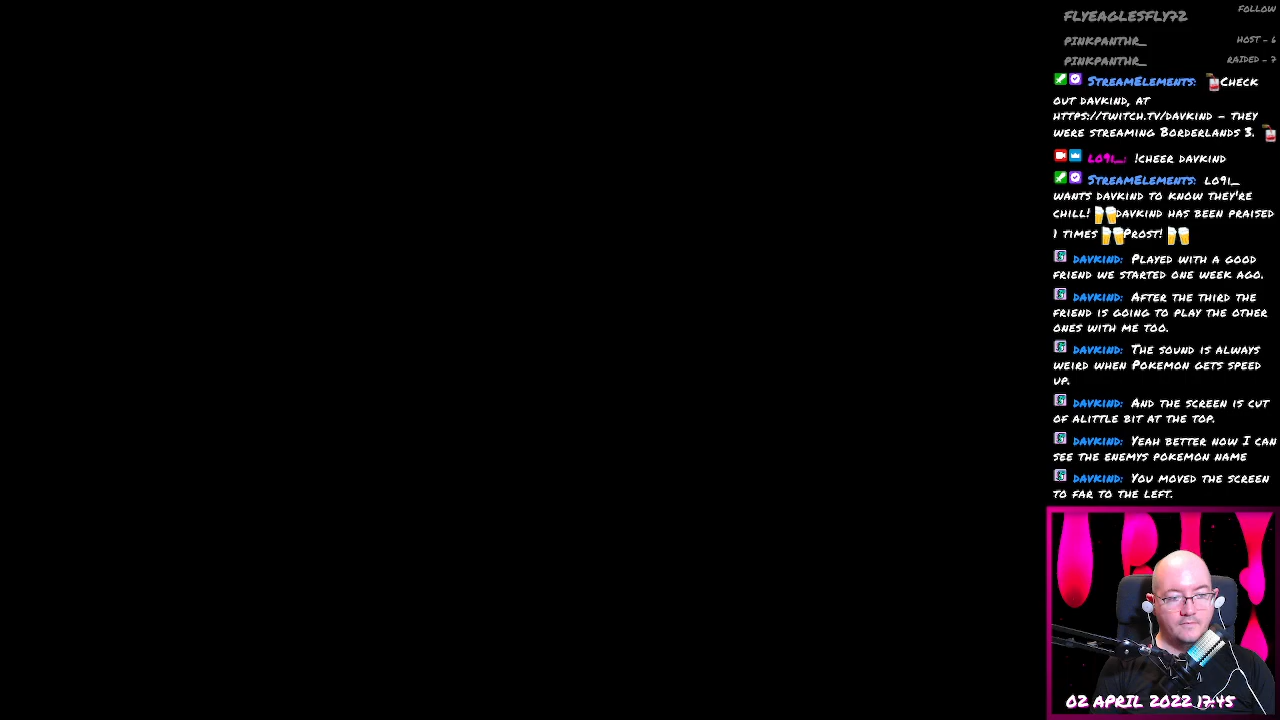 FLYEAGLESFLY72 FOLLOW
PINKPANTHR_ HOST - 6
PINKPANTHR_ RAIDED - 7
STREAMELEMENTS: CHECK
OUT DAVKIND, AT
HTTPS://TWITCH.TV/DAVKIND - THEY
WERE STREAMING BORDERLANDS 3.
LO9I_: !CHEER DAVKIND
STREAMELEMENTS: LO9I_
WANTS DAVKIND TO KNOW THEY'RE
CHILL! DAVKIND HAS BEEN PRAISED
1 TIMES PROST!
DAVKIND: PLAYED WITH A GOOD
FRIEND WE STARTED ONE WEEK AGO.
DAVKIND: AFTER THE THIRD THE
FRIEND IS GOING TO PLAY THE OTHER
ONES WITH ME TOO.
DAVKIND: THE SOUND IS ALWAYS
WEIRD WHEN POKEMON GETS SPEED
UP.
DAVKIND: AND THE SCREEN IS CUT
OF ALITTLE BIT AT THE TOP.
DAVKIND: YEAH BETTER NOW I CAN
SEE THE ENEMYS POKEMON NAME
DAVKIND: YOU MOVED THE SCREEN
TO FAR TO THE LEFT.
02 APRIL 2022 17:45